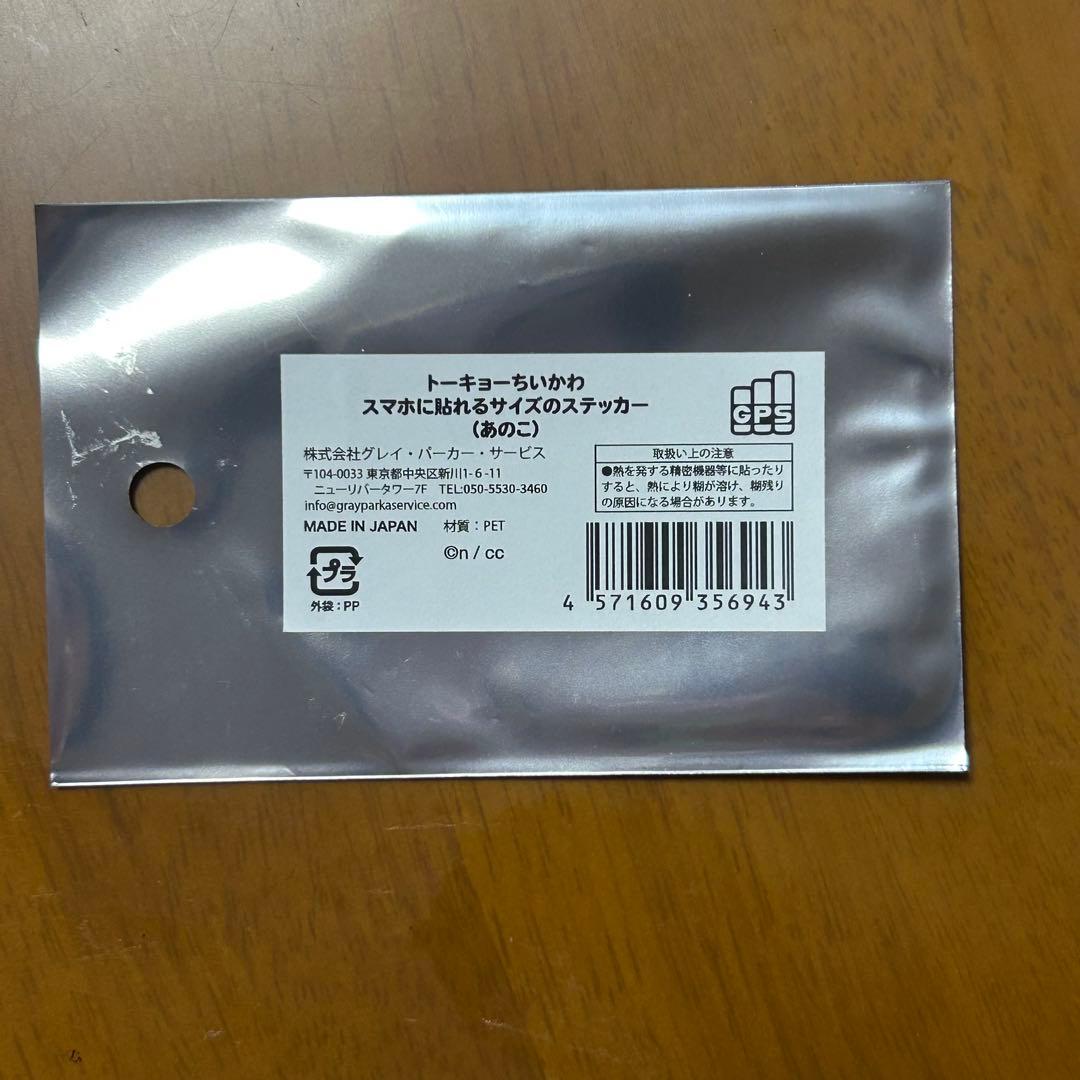 トーキョーちいかわ
スマホに貼れるサイズのステッカー
（あのこ）
GPS
株式会社グレイ・パーカー・サービス
〒104-0033 東京都中央区新川1-6-11
ニューリバータワー7F TEL:050-5530-3460
info@grayparkaservice.com
MADE IN JAPAN 材質：PET
©n / cc
プラ
外袋：PP
取扱い上の注意
●熱を発する精密機器等に貼ったり
すると、熱により糊が溶け、糊残り
の原因になる場合があります。
4 571609 356943